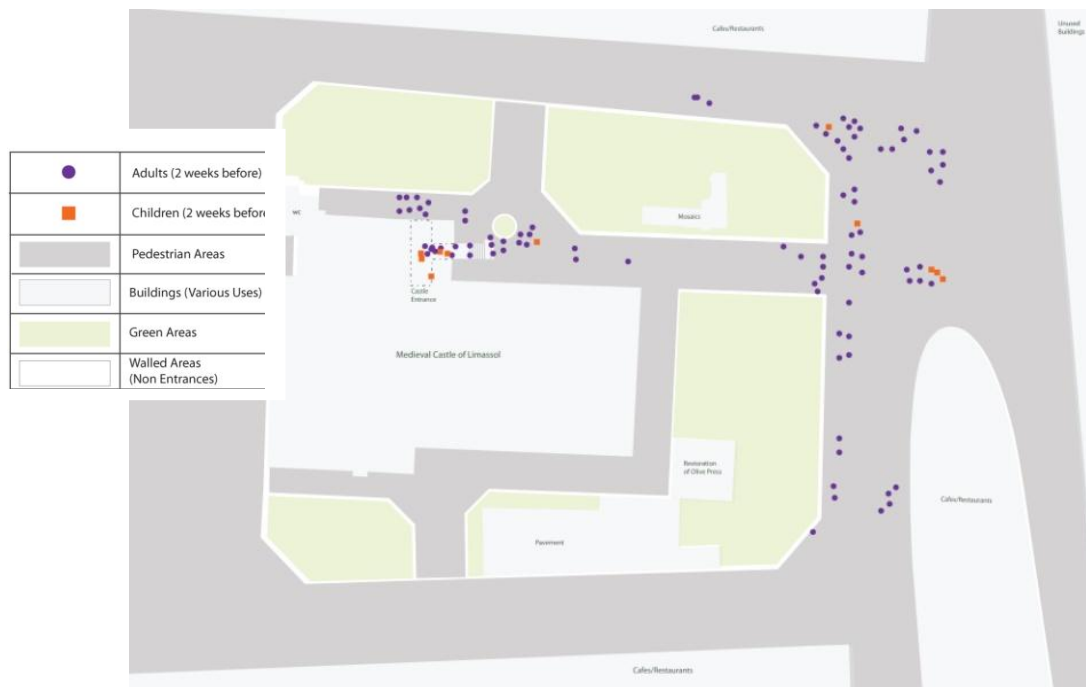 Cafes/Restaurants
Unused
Buildings
Adults (2 weeks before)
Children (2 weeks before
Pedestrian Areas
Buildings (Various Uses)
Green Areas
Walled Areas
(Non Entrances)
WC
Mosaics
Castle
Entrance
Medieval Castle of Limassol
Restoration
of Olive Press
Pavement
Cafes/Restaurants
Cafes/Restaurants